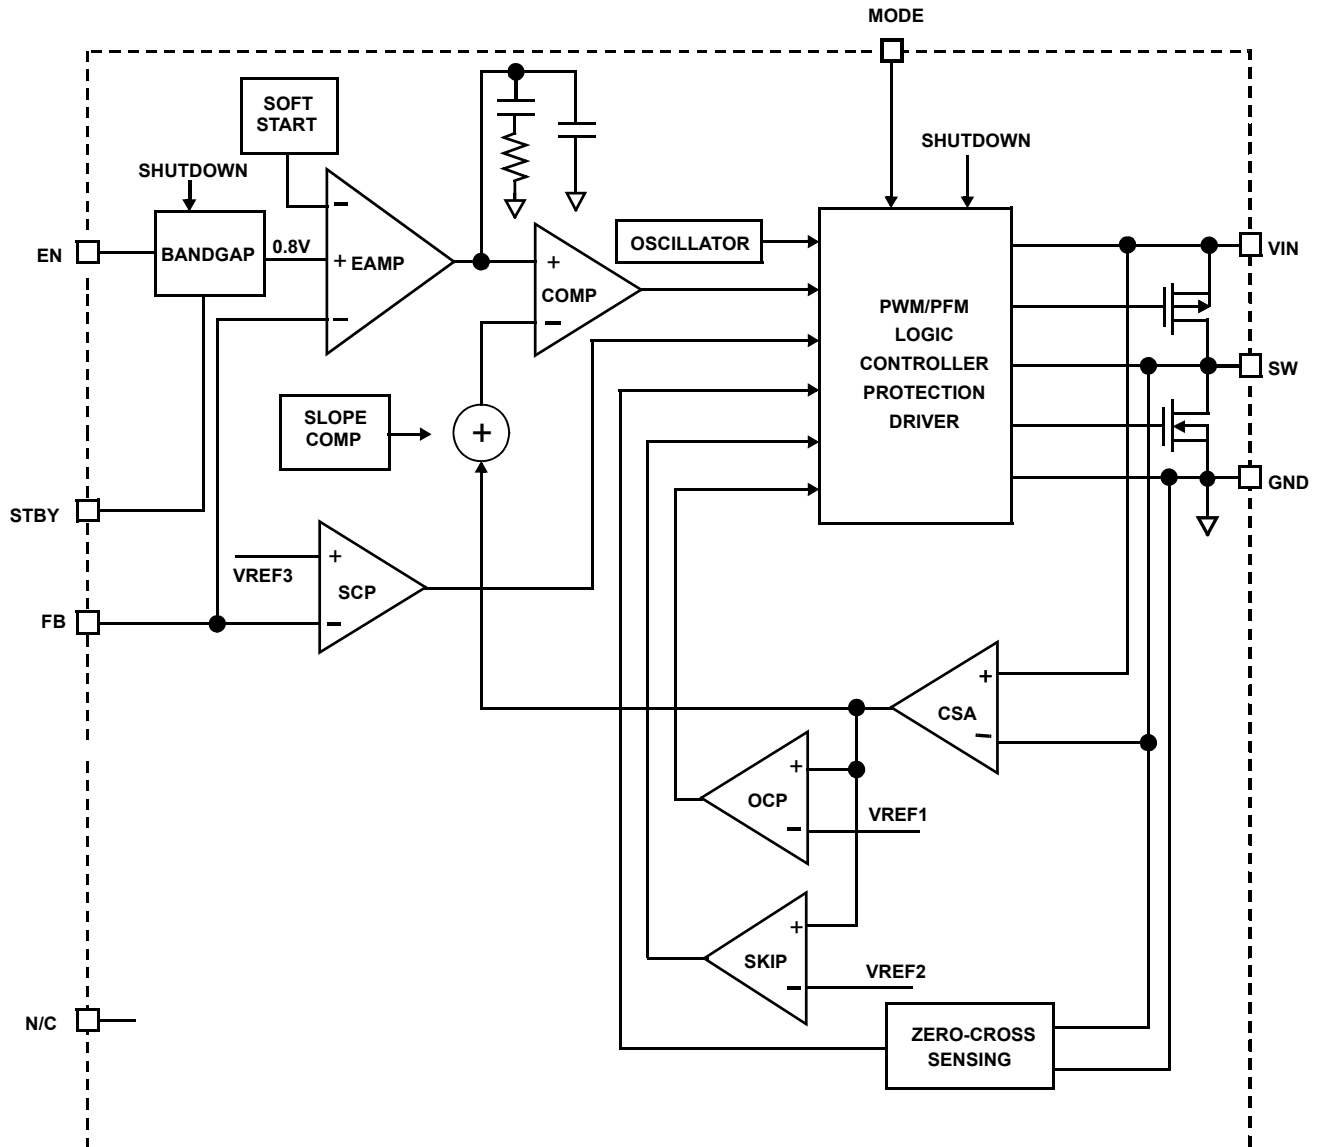 MODE
SOFT
START
SHUTDOWN
SHUTDOWN
EN
BANDGAP
0.8V
−
+
EAMP
−
+
COMP
−
OSCILLATOR
PWM/PFM
LOGIC
CONTROLLER
PROTECTION
DRIVER
VIN
SW
GND
SLOPE
COMP
+
STBY
VREF3
+
SCP
−
FB
+
CSA
−
+
OCP
−
VREF1
+
SKIP
−
VREF2
N/C
ZERO-CROSS
SENSING